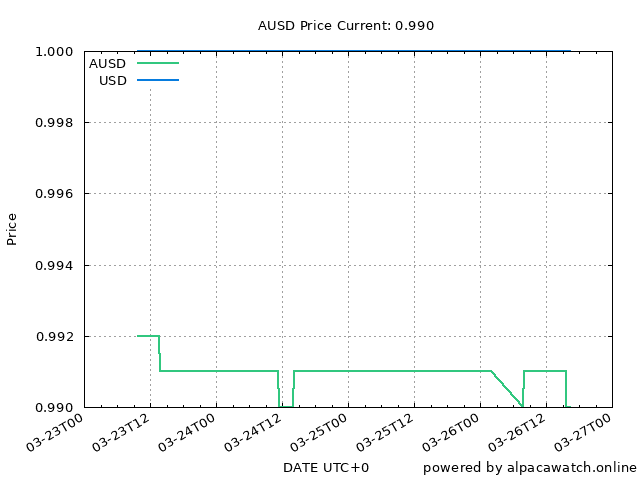 AUSD Price Current: 0.990
1.000
AUSD
USD
0.998
0.996
Price
0.994
0.992
0.990
03-23T00
03-23T12
03-24T00
03-24T12
03-25T00
03-25T12
03-26T00
03-26T12
03-27T00
DATE UTC+0
powered by alpacawatch.online